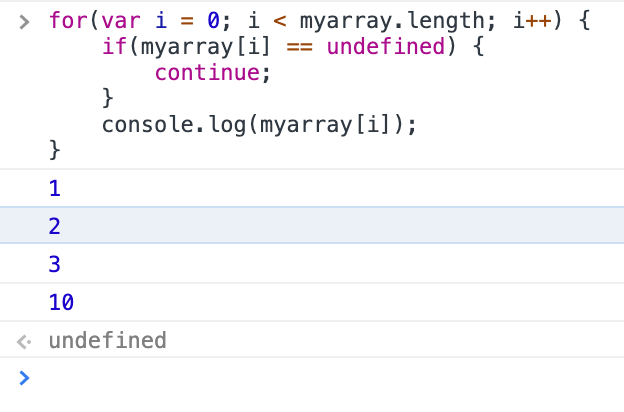 for(var i = 0; i < myarray.length; i++) {
    if(myarray[i] == undefined) {
        continue;
    }
    console.log(myarray[i]);
}
1
2
3
10
undefined